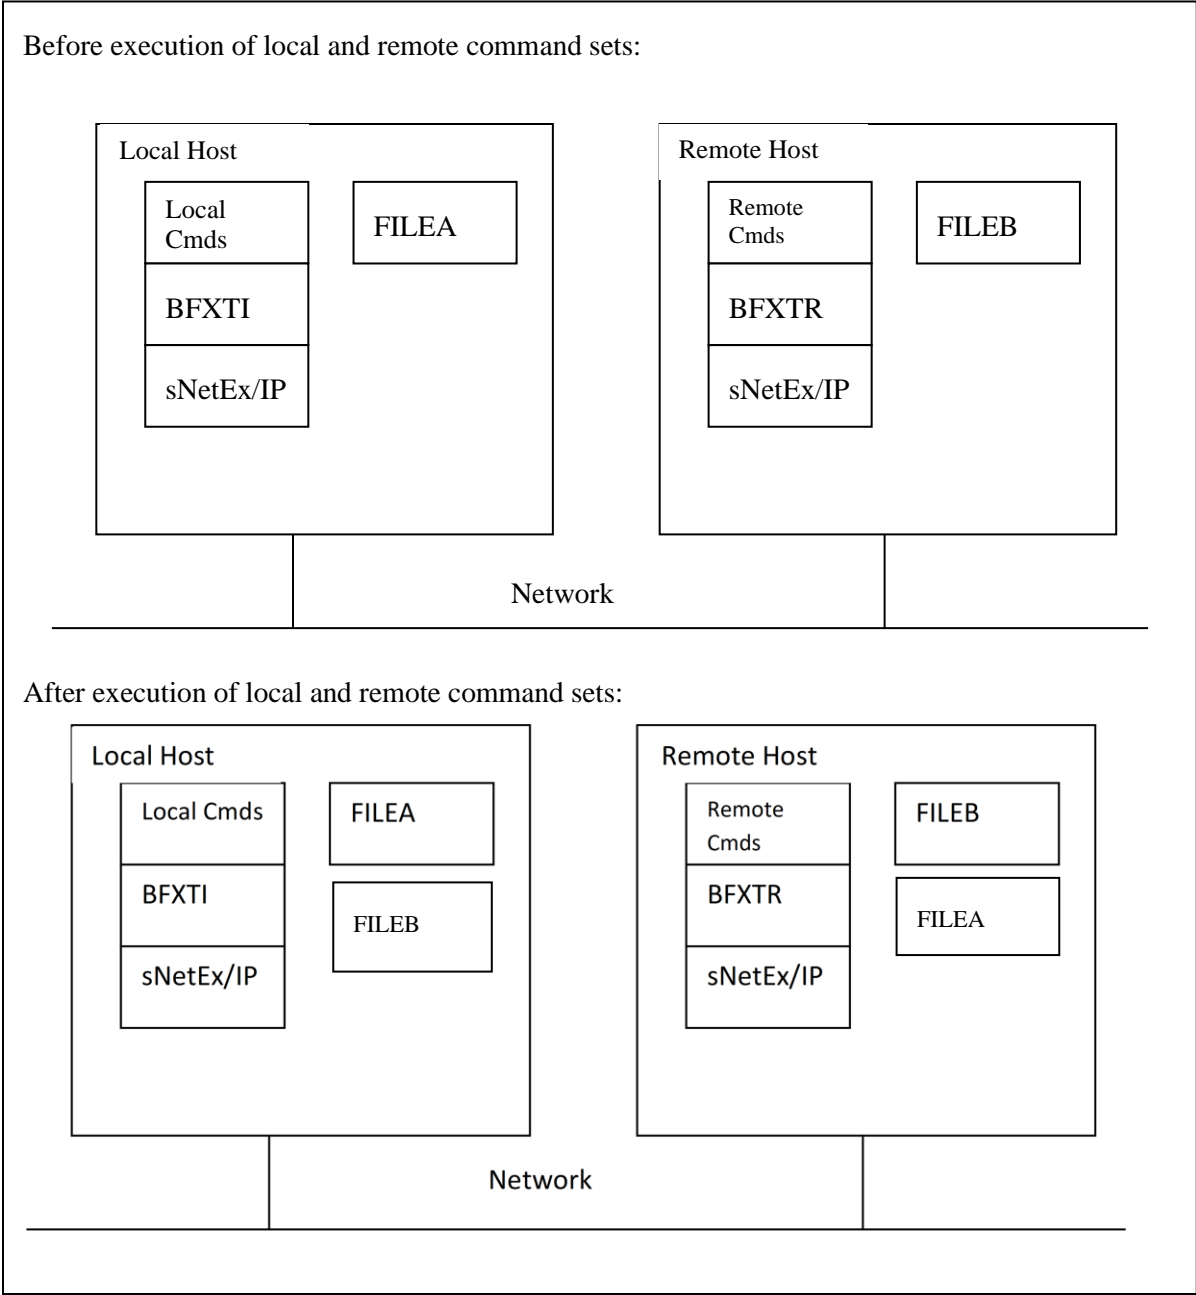 Before execution of local and remote command sets:
Local Host
Local
Cmds
FILEA
BFXTI
sNetEx/IP
Remote Host
Remote
Cmds
FILEB
BFXTR
sNetEx/IP
Network
After execution of local and remote command sets:
Local Host
Local Cmds
FILEA
BFXTI
FILEB
sNetEx/IP
Remote Host
Remote
Cmds
FILEB
BFXTR
FILEA
sNetEx/IP
Network